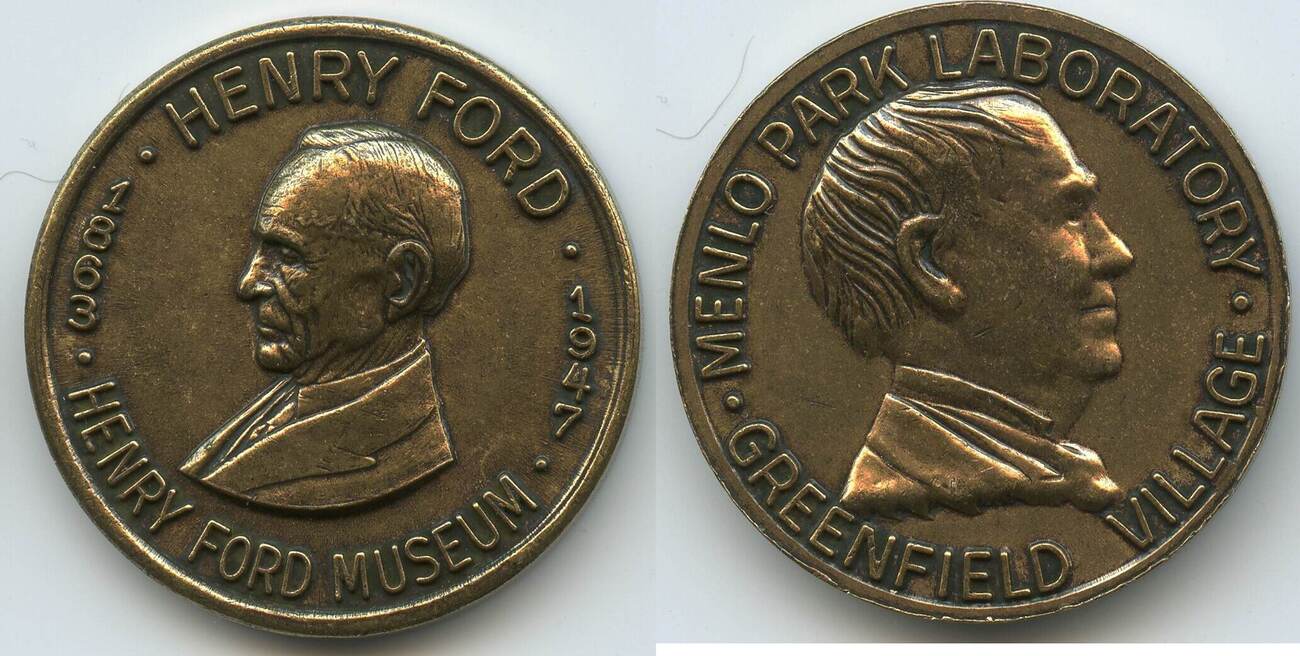 · HENRY FORD ·
1863 · 1947
· HENRY FORD MUSEUM ·
· MENLO PARK LABORATORY ·
GREENFIELD VILLAGE